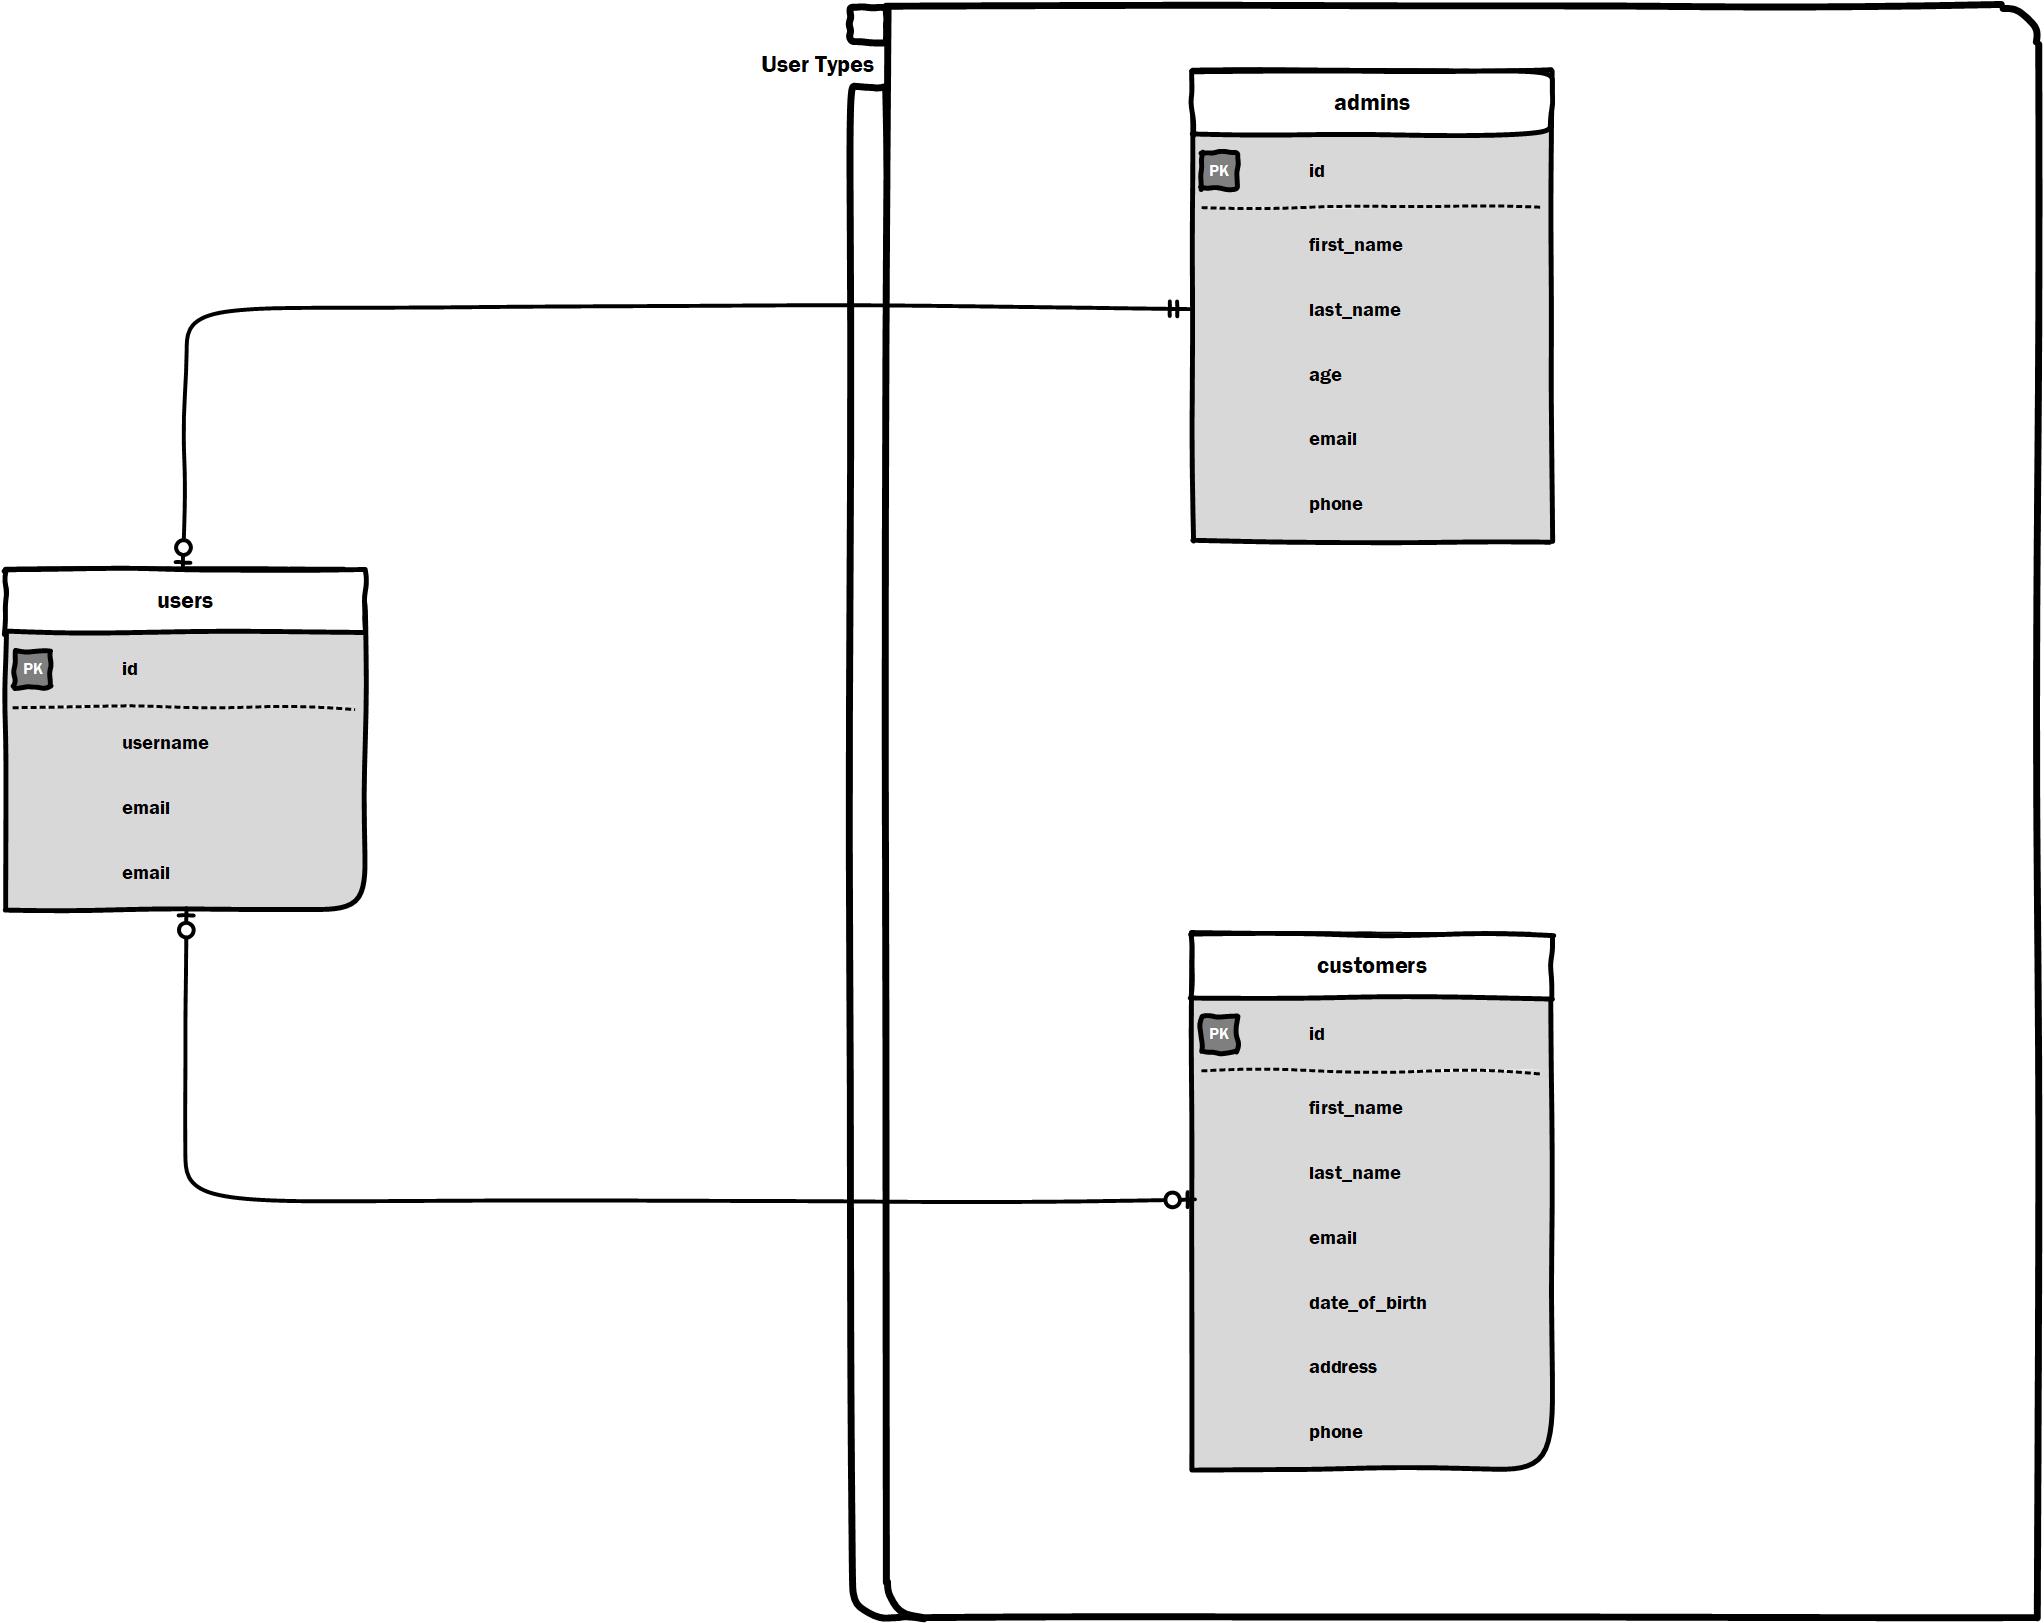 User Types
admins
PK id
first_name
last_name
age
email
phone
users
PK id
username
email
email
customers
PK id
first_name
last_name
email
date_of_birth
address
phone